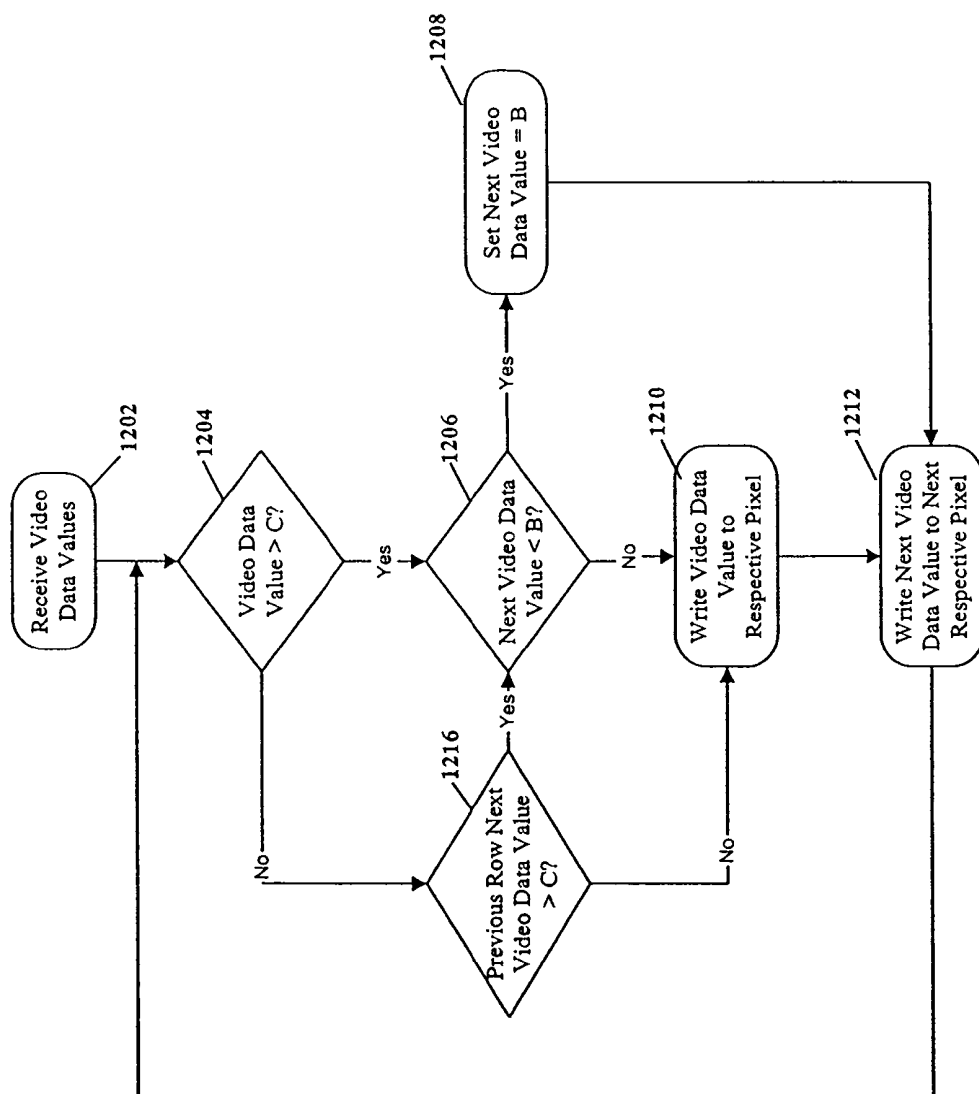 1202
Receive Video
Data Values
1204
Video Data
Value > C?
Yes
No
1216
Previous Row Next
Video Data Value
> C?
Yes
No
1206
Next Video Data
Value < B?
Yes
No
1208
Set Next Video
Data Value = B
1210
Write Video Data
Value to
Respective Pixel
1212
Write Next Video
Data Value to Next
Respective Pixel